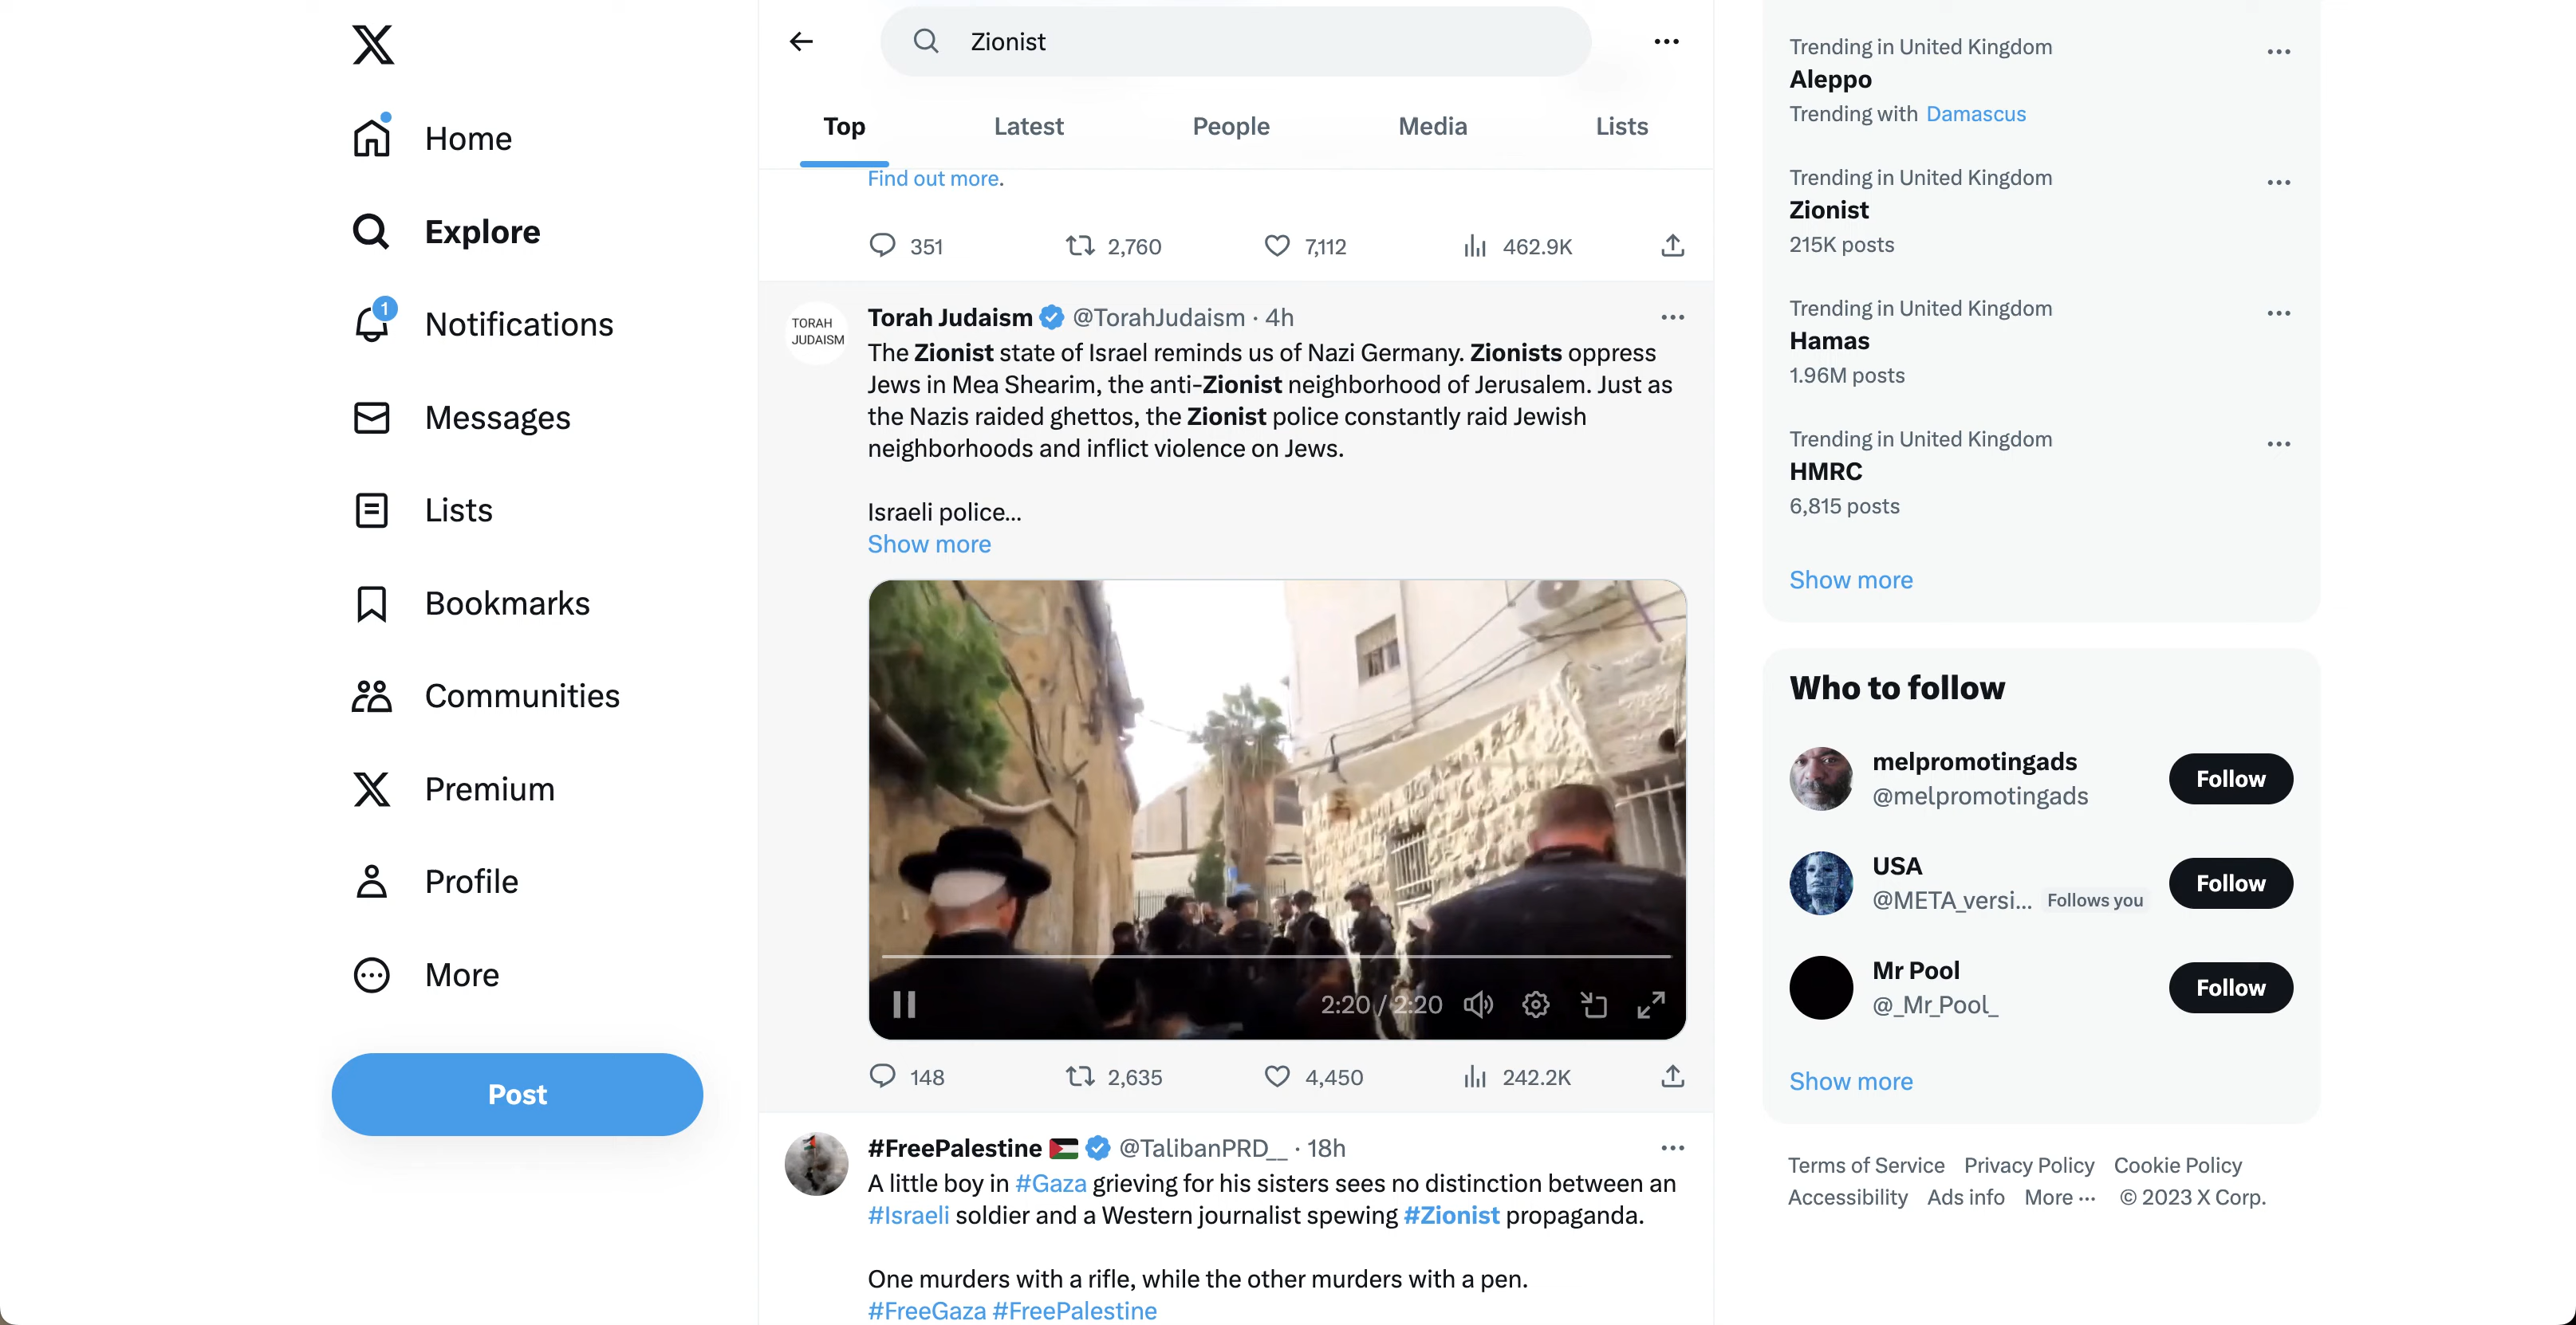 Home
Explore
1
Notifications
Messages
Lists
Bookmarks
Communities
Premium
Profile
More
Post
Zionist
Top
Latest
People
Media
Lists
Find out more.
351
2,760
7,112
462.9K
TORAH
JUDAISM
Torah Judaism @TorahJudaism · 4h
The Zionist state of Israel reminds us of Nazi Germany. Zionists oppress
Jews in Mea Shearim, the anti-Zionist neighborhood of Jerusalem. Just as
the Nazis raided ghettos, the Zionist police constantly raid Jewish
neighborhoods and inflict violence on Jews.
Israeli police...
Show more
2:20 / 2:20
148
2,635
4,450
242.2K
#FreePalestine @TalibanPRD__ · 18h
A little boy in #Gaza grieving for his sisters sees no distinction between an
#Israeli soldier and a Western journalist spewing #Zionist propaganda.
One murders with a rifle, while the other murders with a pen.
#FreeGaza #FreePalestine
Trending in United Kingdom
Aleppo
Trending with Damascus
Trending in United Kingdom
Zionist
215K posts
Trending in United Kingdom
Hamas
1.96M posts
Trending in United Kingdom
HMRC
6,815 posts
Show more
Who to follow
melpromotingads
@melpromotingads
Follow
USA
@META_versi... Follows you
Follow
Mr Pool
@_Mr_Pool_
Follow
Show more
Terms of Service Privacy Policy Cookie Policy
Accessibility Ads info More ··· © 2023 X Corp.